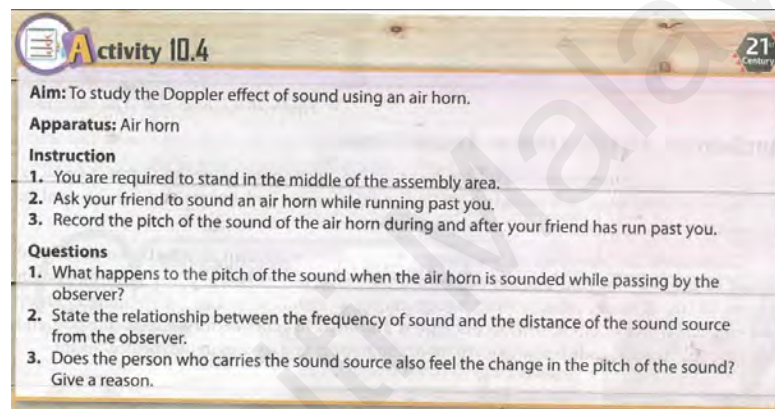 Activity 10.4
21
Century
Aim: To study the Doppler effect of sound using an air horn.
Apparatus: Air horn
Instruction
1. You are required to stand in the middle of the assembly area.
2. Ask your friend to sound an air horn while running past you.
3. Record the pitch of the sound of the air horn during and after your friend has run past you.
Questions
1. What happens to the pitch of the sound when the air horn is sounded while passing by the
observer?
2. State the relationship between the frequency of sound and the distance of the sound source
from the observer.
3. Does the person who carries the sound source also feel the change in the pitch of the sound?
Give a reason.